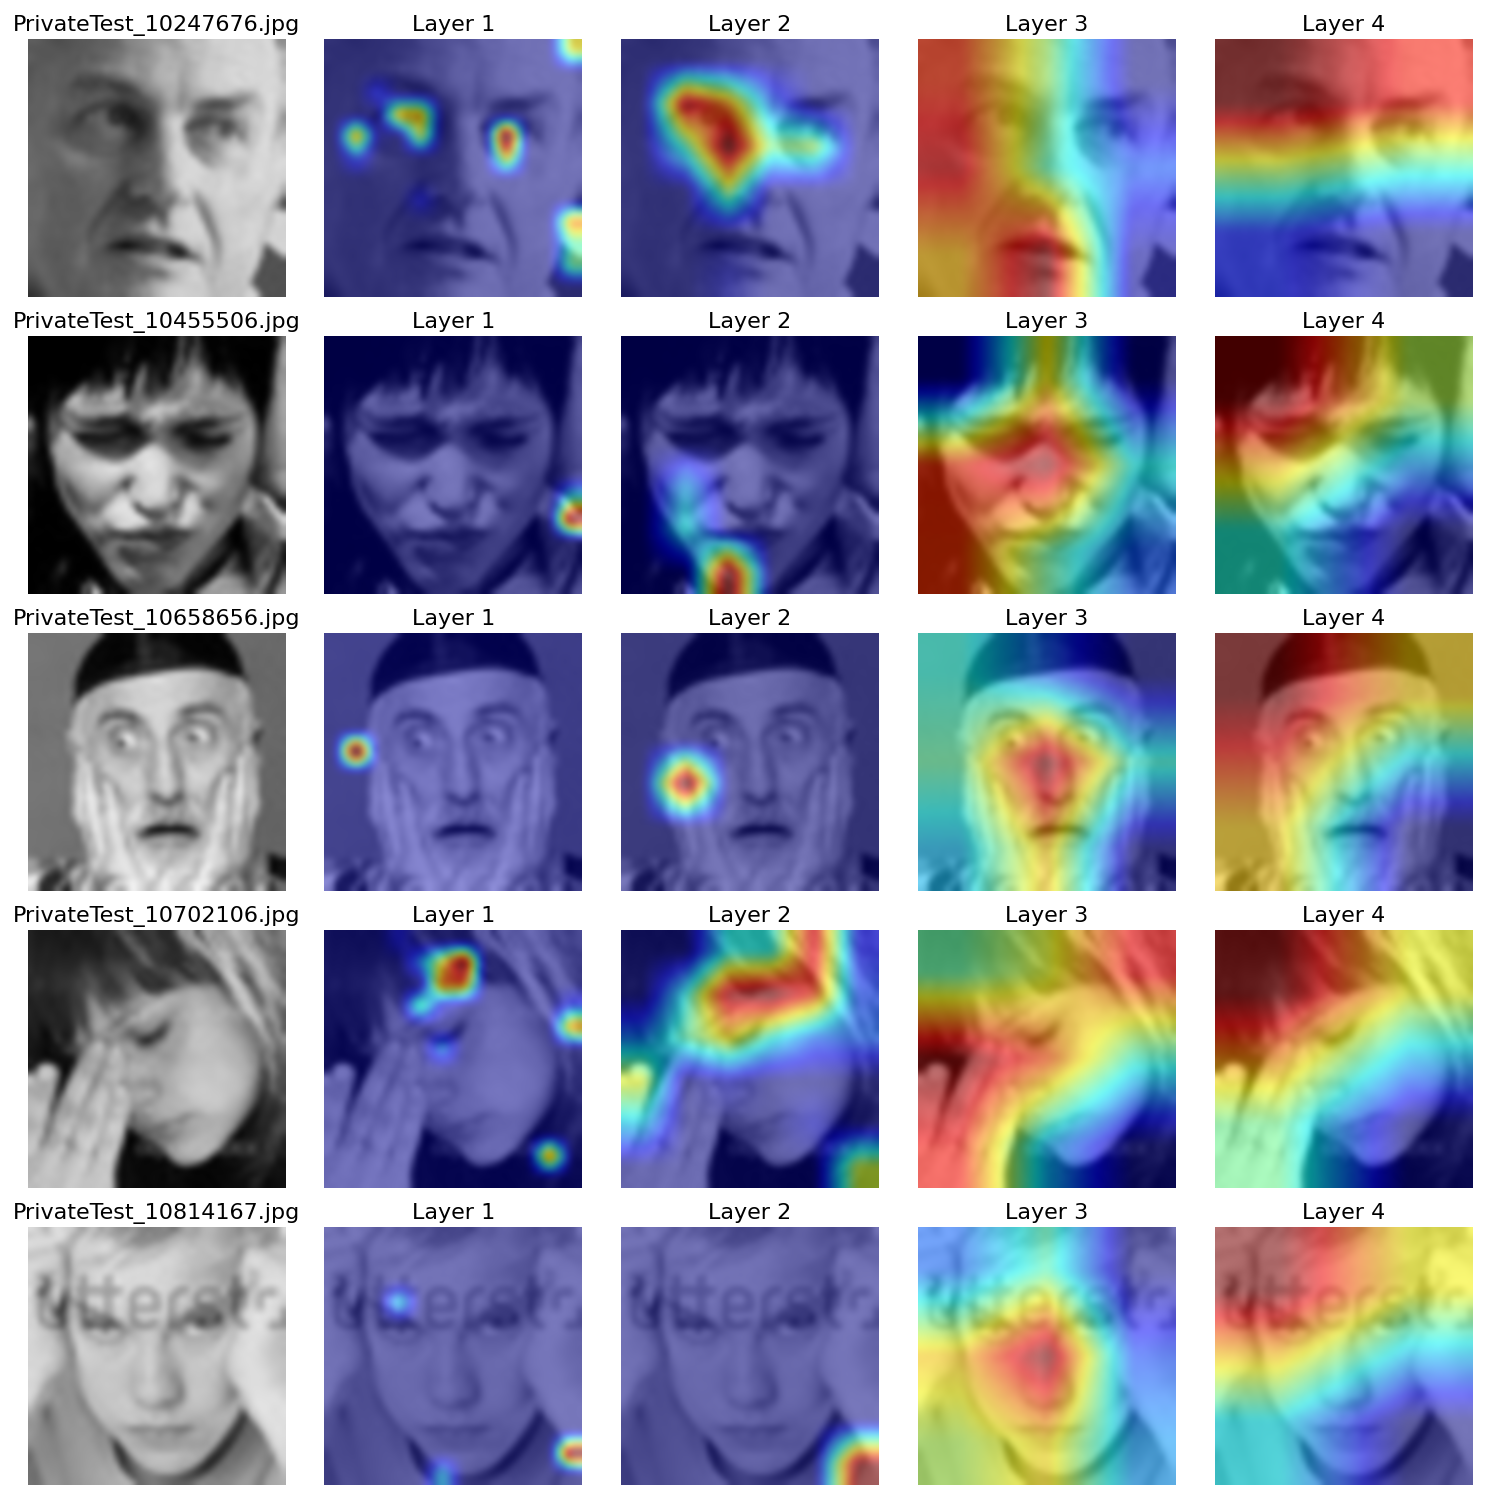 PrivateTest_10247676.jpg Layer 1 Layer 2 Layer 3 Layer 4
PrivateTest_10455506.jpg Layer 1 Layer 2 Layer 3 Layer 4
PrivateTest_10658656.jpg Layer 1 Layer 2 Layer 3 Layer 4
PrivateTest_10702106.jpg Layer 1 Layer 2 Layer 3 Layer 4
PrivateTest_10814167.jpg Layer 1 Layer 2 Layer 3 Layer 4